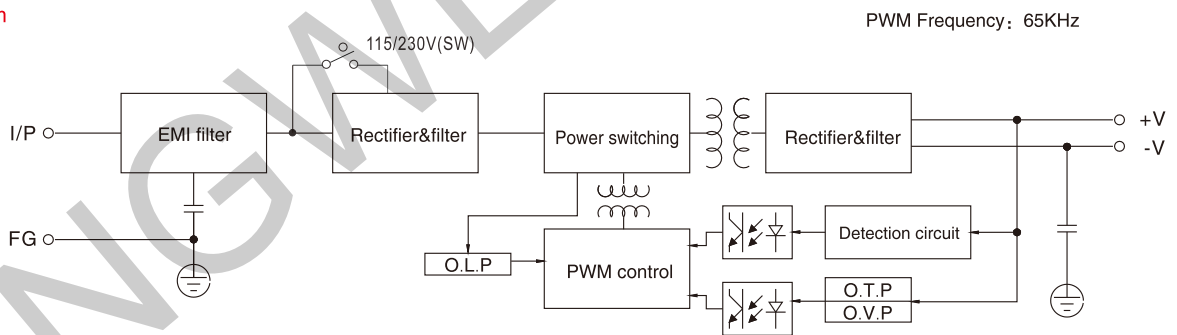 n
PWM Frequency: 65KHz
115/230V(SW)
I/P
EMI filter
Rectifier&filter
Power switching
Rectifier&filter
+V
-V
FG
O.L.P
PWM control
Detection circuit
O.T.P
O.V.P